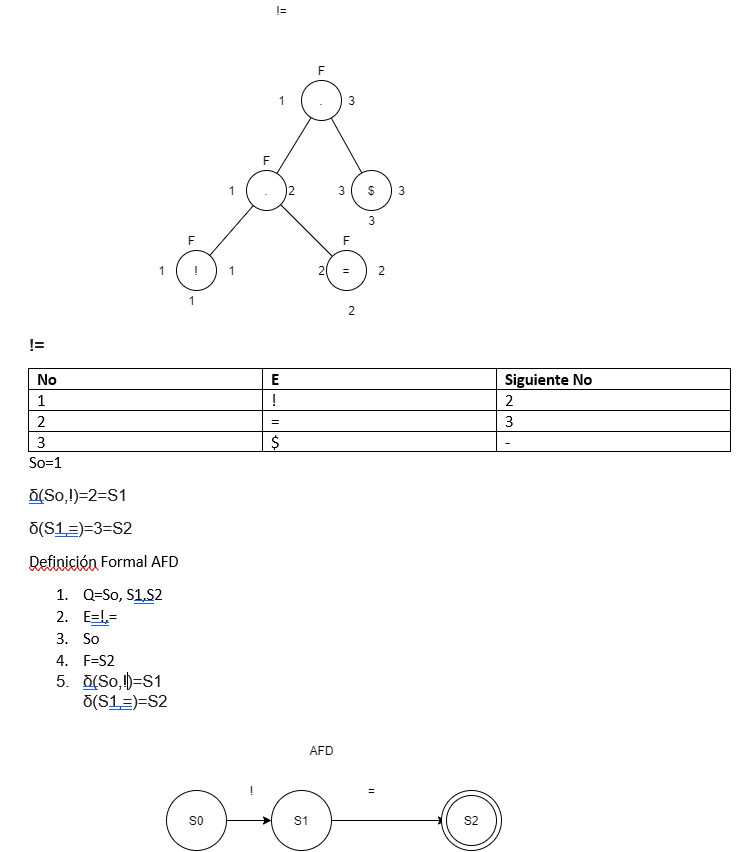 !=
F
1 . 3
F
1 . 2 3 $ 3
3
F F
1 ! 1 2 = 2
1
2
!=
No E Siguiente No
1 ! 2
2 = 3
3 $ -
So=1
δ(So,!)=2=S1
δ(S1,=)=3=S2
Definición Formal AFD
1. Q=So, S1,S2
2. E=!,=
3. So
4. F=S2
5. δ(So,!)=S1
δ(S1,=)=S2
AFD
! =
S0 S1 S2